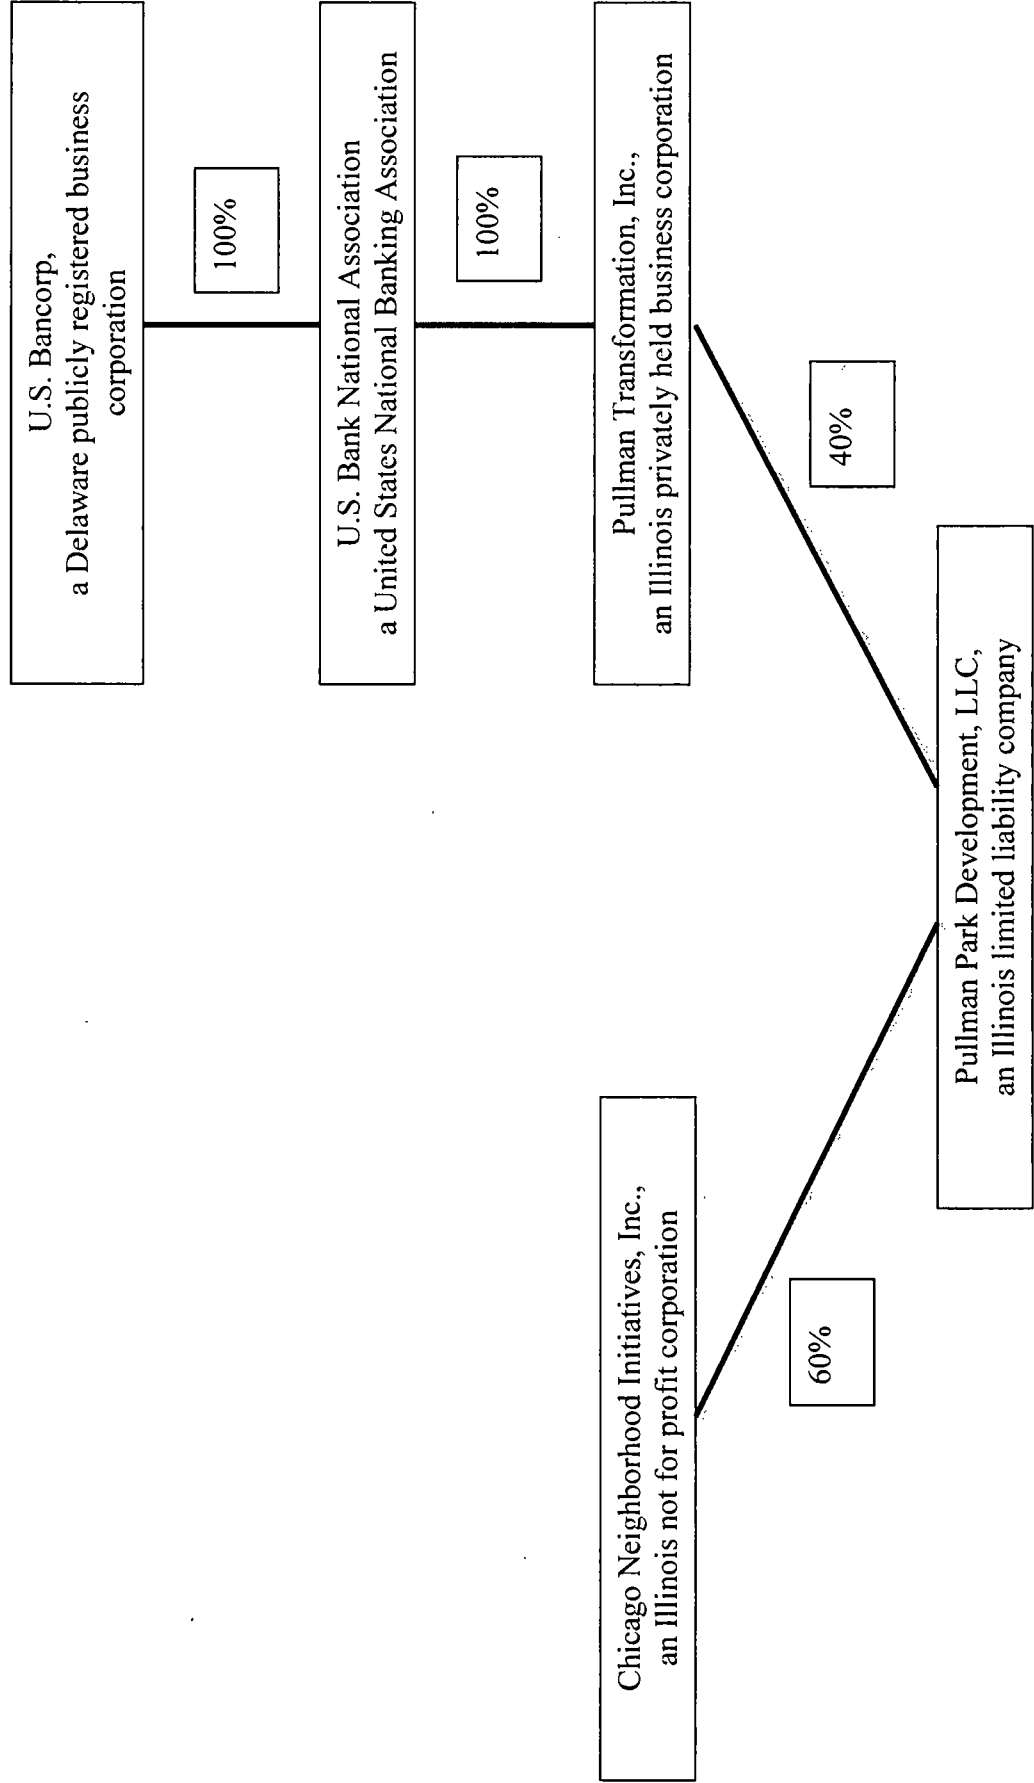 U.S. Bancorp,
a Delaware publicly registered business
corporation
100%
U.S. Bank National Association
a United States National Banking Association
100%
Pullman Transformation, Inc.,
an Illinois privately held business corporation
Chicago Neighborhood Initiatives, Inc.,
an Illinois not for profit corporation
60%
40%
Pullman Park Development, LLC,
an Illinois limited liability company